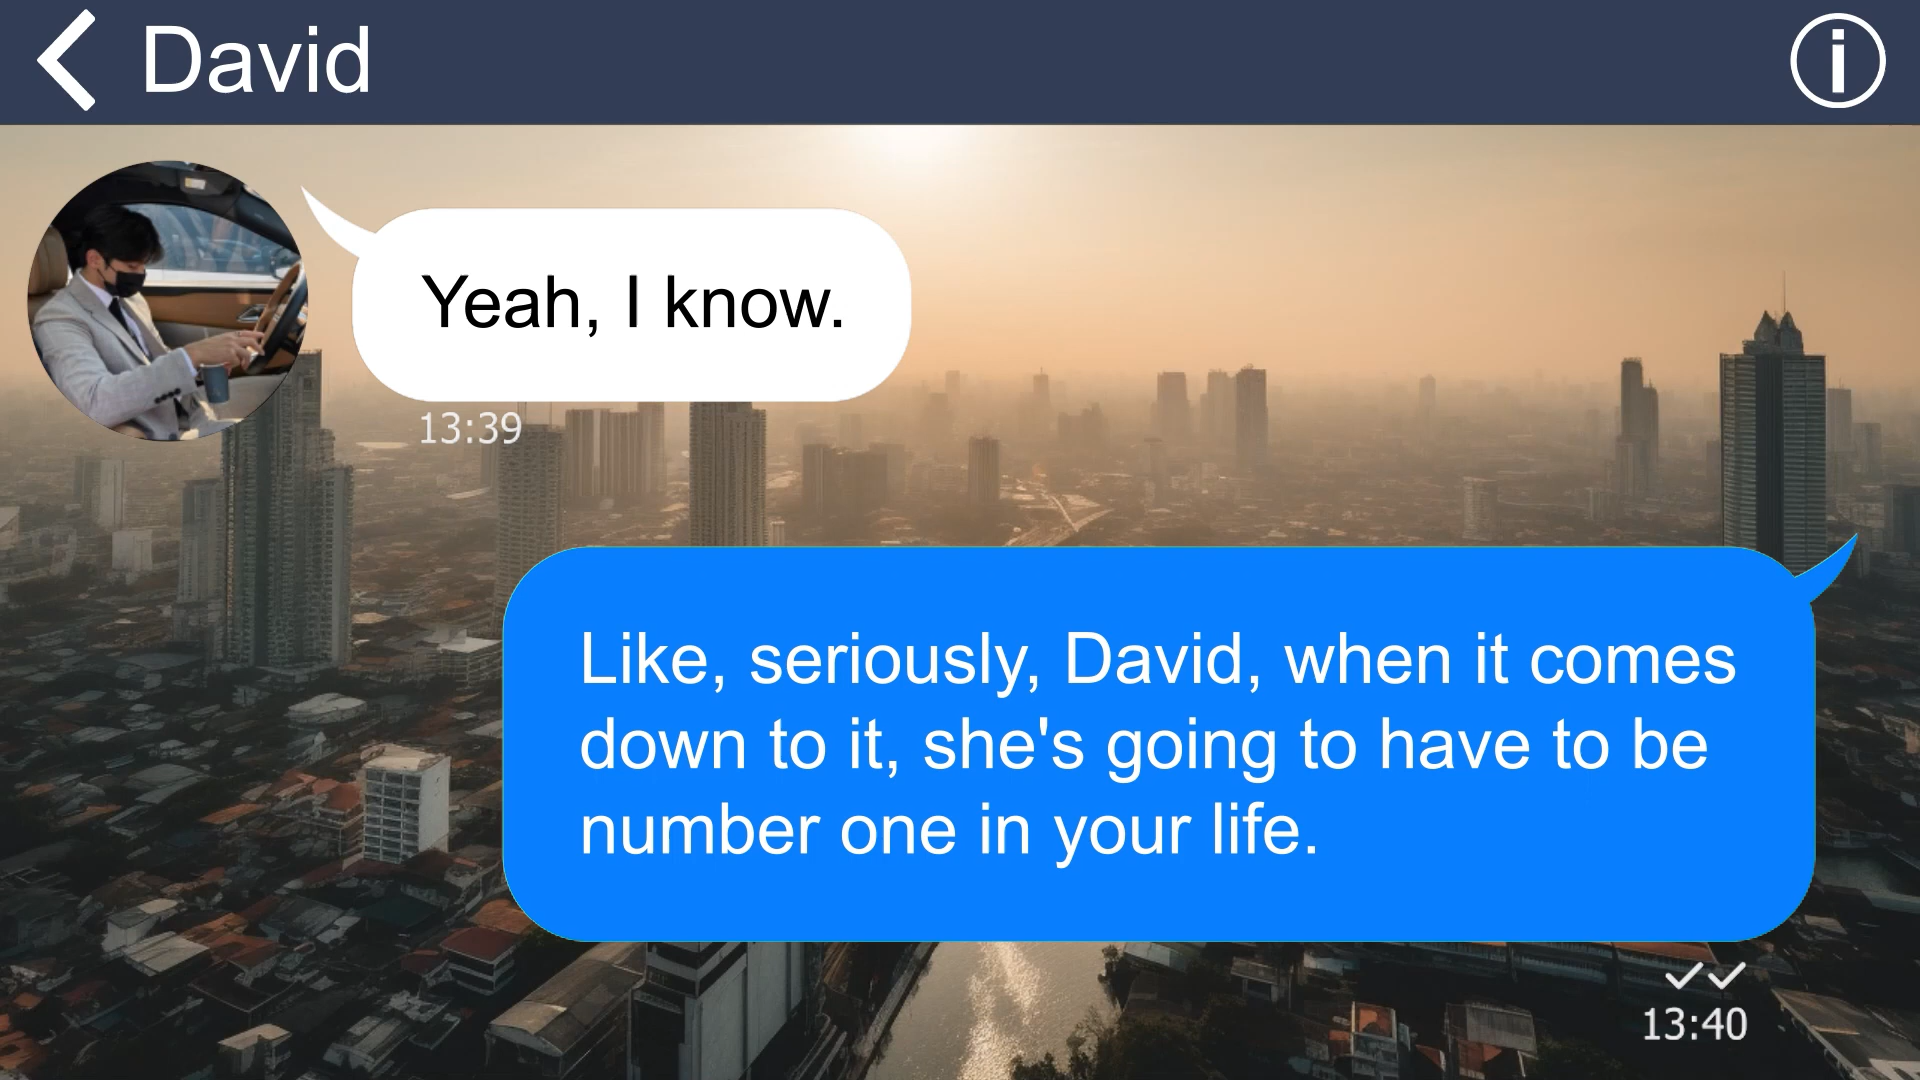 David
Yeah, I know.
13:39
Like, seriously, David, when it comes
down to it, she's going to have to be
number one in your life.
13:40